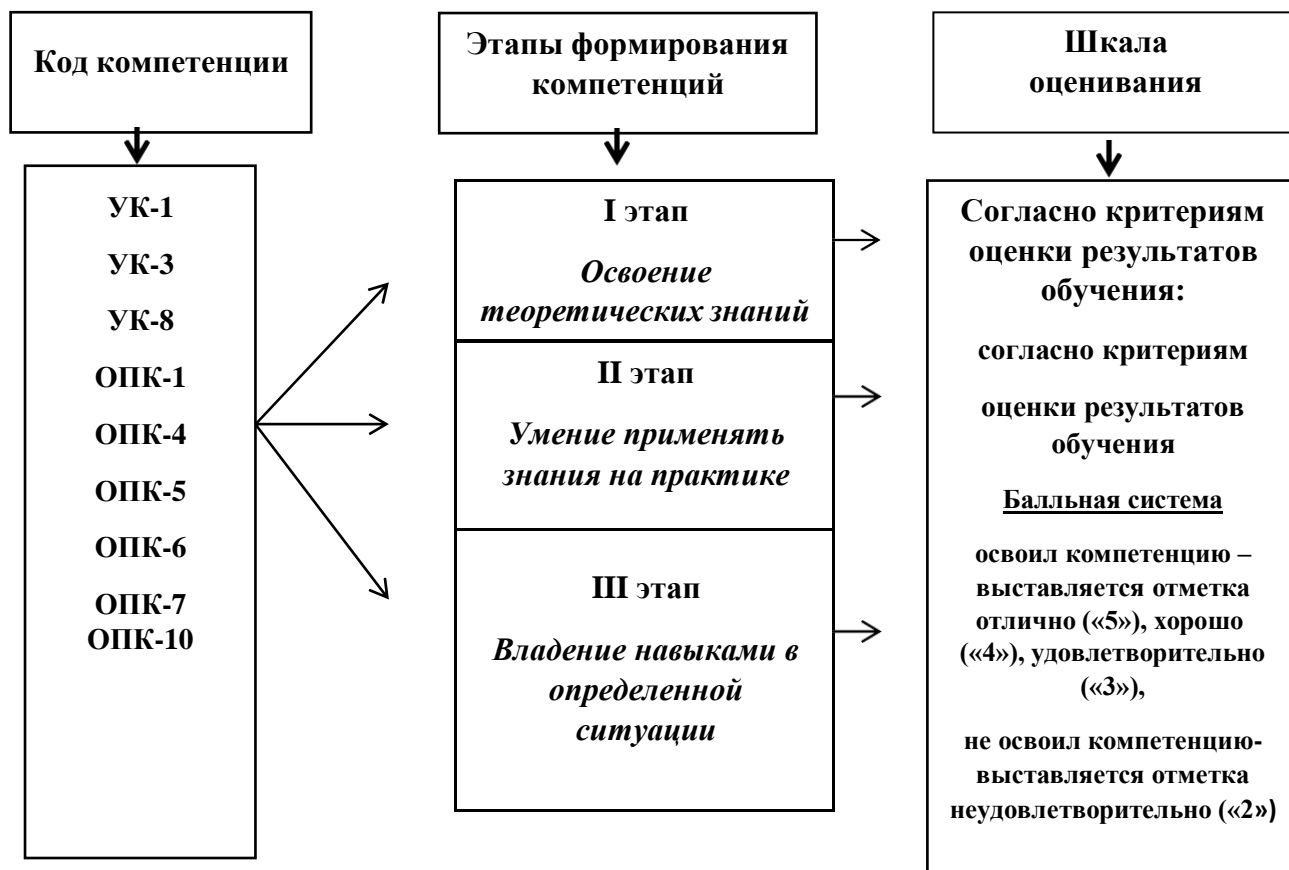 Код компетенции
Этапы формирования
компетенций
Шкала
оценивания
УК-1
УК-3
УК-8
ОПК-1
ОПК-4
ОПК-5
ОПК-6
ОПК-7
ОПК-10
I этап
Освоение
теоретических знаний
II этап
Умение применять
знания на практике
III этап
Владение навыками в
определенной
ситуации
Согласно критериям
оценки результатов
обучения:
согласно критериям
оценки результатов
обучения
Балльная система
освоил компетенцию –
выставляется отметка
отлично («5»), хорошо
(«4»), удовлетворительно
(«3»),
не освоил компетенцию-
выставляется отметка
неудовлетворительно («2»)